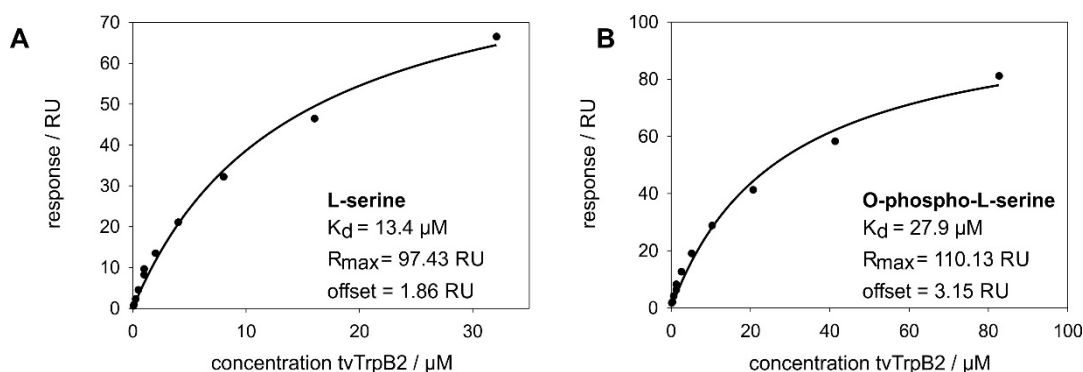 A
response / RU
70
60
50
40
30
20
10
0
0
10
20
30
L-serine
Kd = 13.4 µM
Rmax = 97.43 RU
offset = 1.86 RU
concentration tvTrpB2 / µM
B
response / RU
100
80
60
40
20
0
0
20
40
60
80
100
O-phospho-L-serine
Kd = 27.9 µM
Rmax = 110.13 RU
offset = 3.15 RU
concentration tvTrpB2 / µM